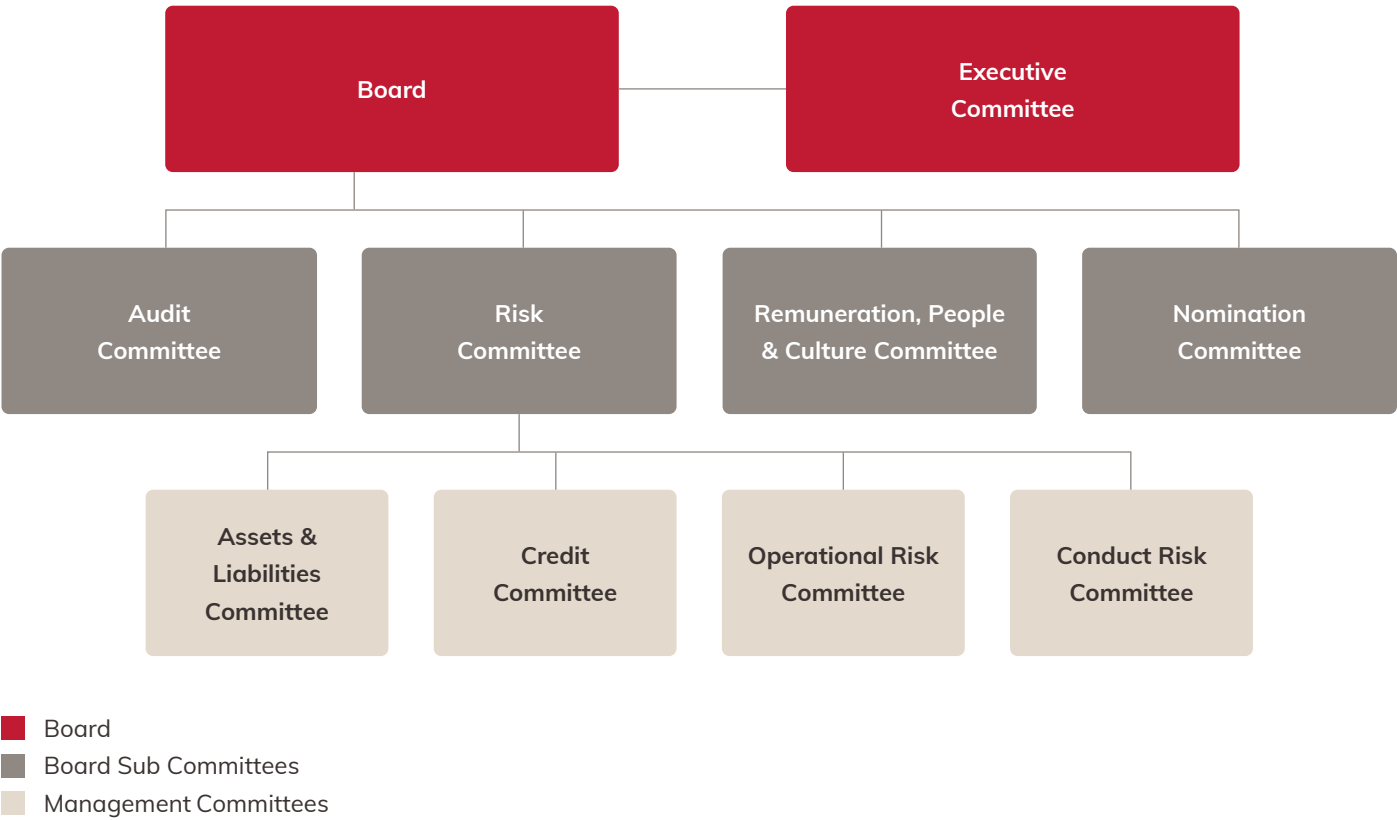 Board
Executive
Committee
Audit
Committee
Risk
Committee
Remuneration, People
& Culture Committee
Nomination
Committee
Assets &
Liabilities
Committee
Credit
Committee
Operational Risk
Committee
Conduct Risk
Committee
Board
Board Sub Committees
Management Committees